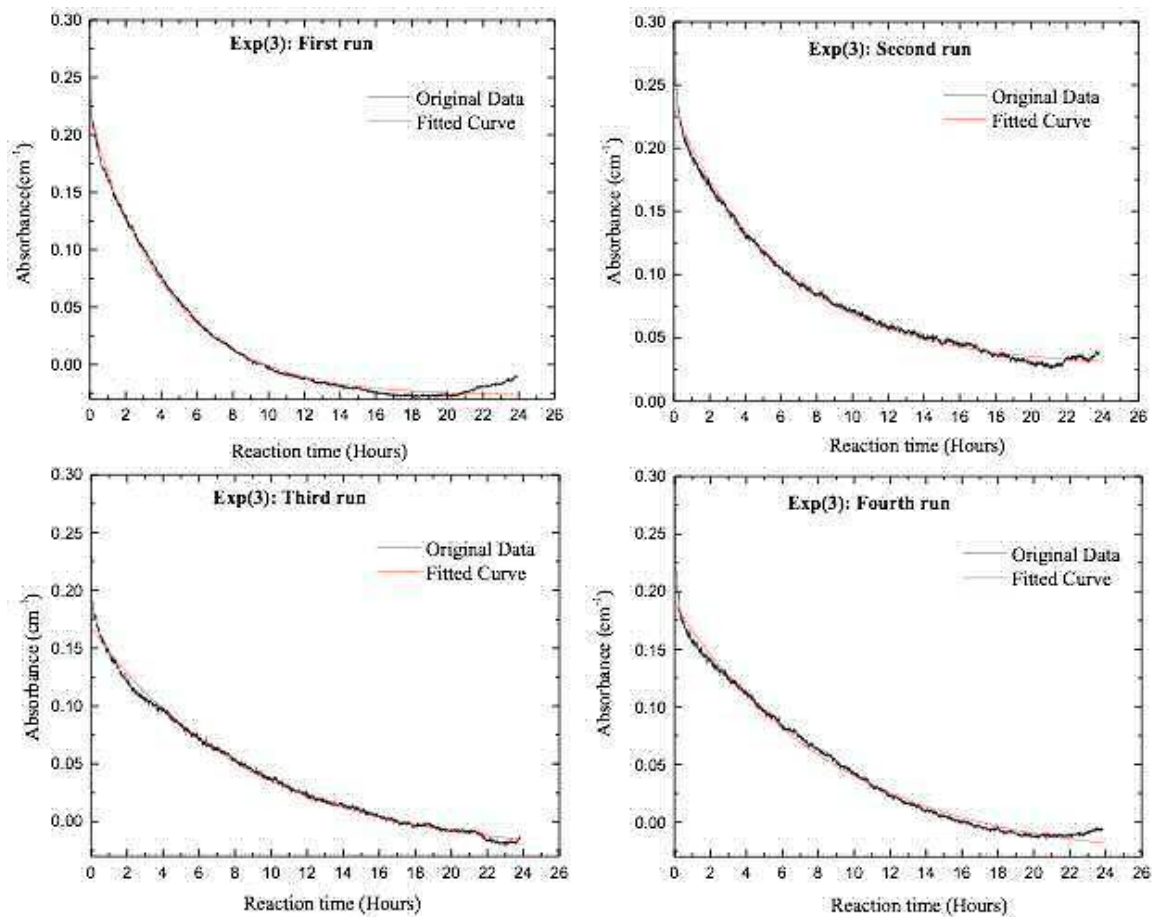 Exp(3): First run
Original Data
Fitted Curve
Absorbance(cm-1)
0.30
0.25
0.20
0.15
0.10
0.05
0.00
0 2 4 6 8 10 12 14 16 18 20 22 24 26
Reaction time (Hours)
Exp(3): Second run
Original Data
Fitted Curve
Absorbance (cm-1)
0.30
0.25
0.20
0.15
0.10
0.05
0.00
0 2 4 6 8 10 12 14 16 18 20 22 24 26
Reaction time (Hours)
Exp(3): Third run
Original Data
Fitted Curve
Absorbance (cm-1)
0.30
0.25
0.20
0.15
0.10
0.05
0.00
0 2 4 6 8 10 12 14 16 18 20 22 24 26
Reaction time (Hours)
Exp(3): Fourth run
Original Data
Fitted Curve
Absorbance (cm-1)
0.30
0.25
0.20
0.15
0.10
0.05
0.00
0 2 4 6 8 10 12 14 16 18 20 22 24 26
Reaction time (Hours)